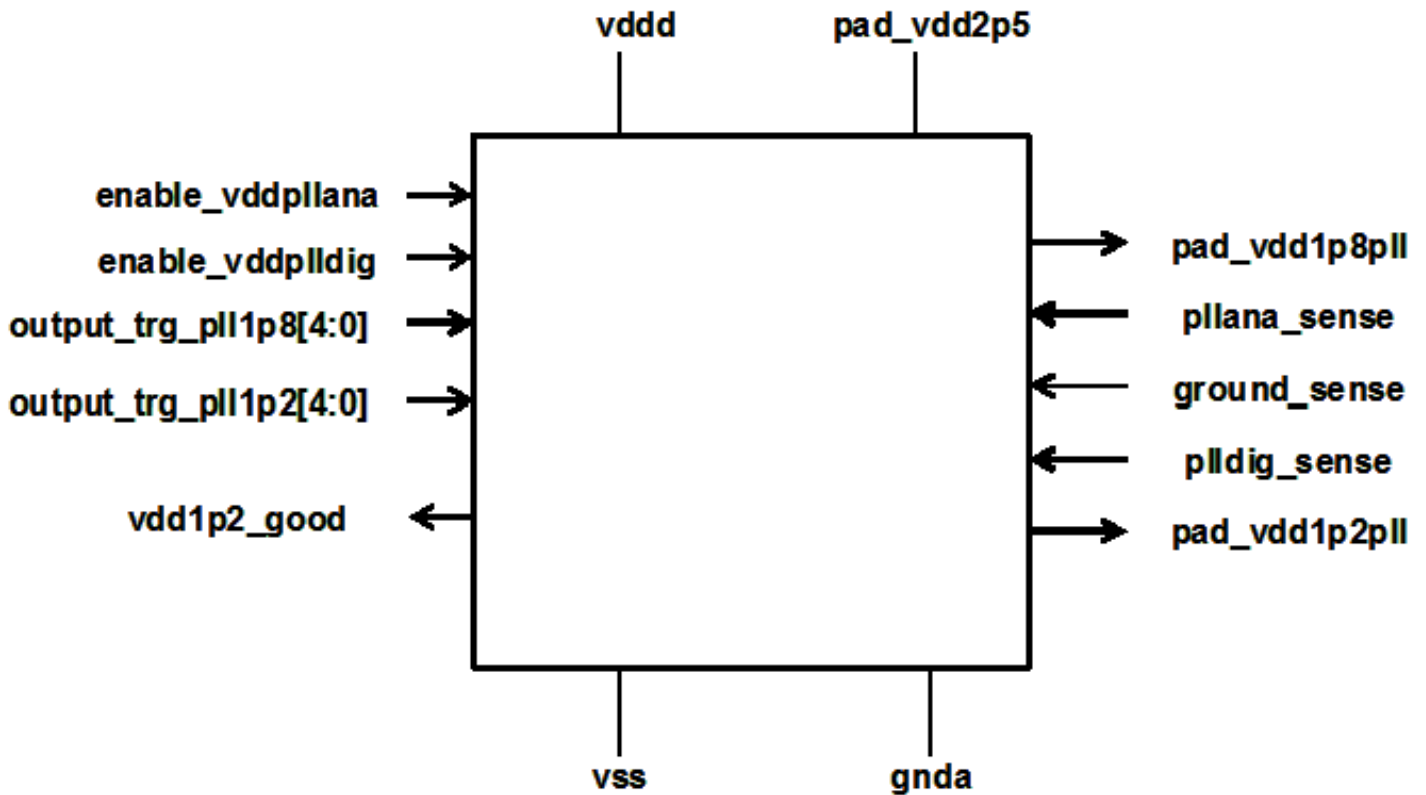 vddd
pad_vdd2p5
enable_vddpllana
enable_vddplldig
output_trg_pll1p8[4:0]
output_trg_pll1p2[4:0]
vdd1p2_good
pad_vdd1p8pll
pllana_sense
ground_sense
plldig_sense
pad_vdd1p2pll
vss
gnda